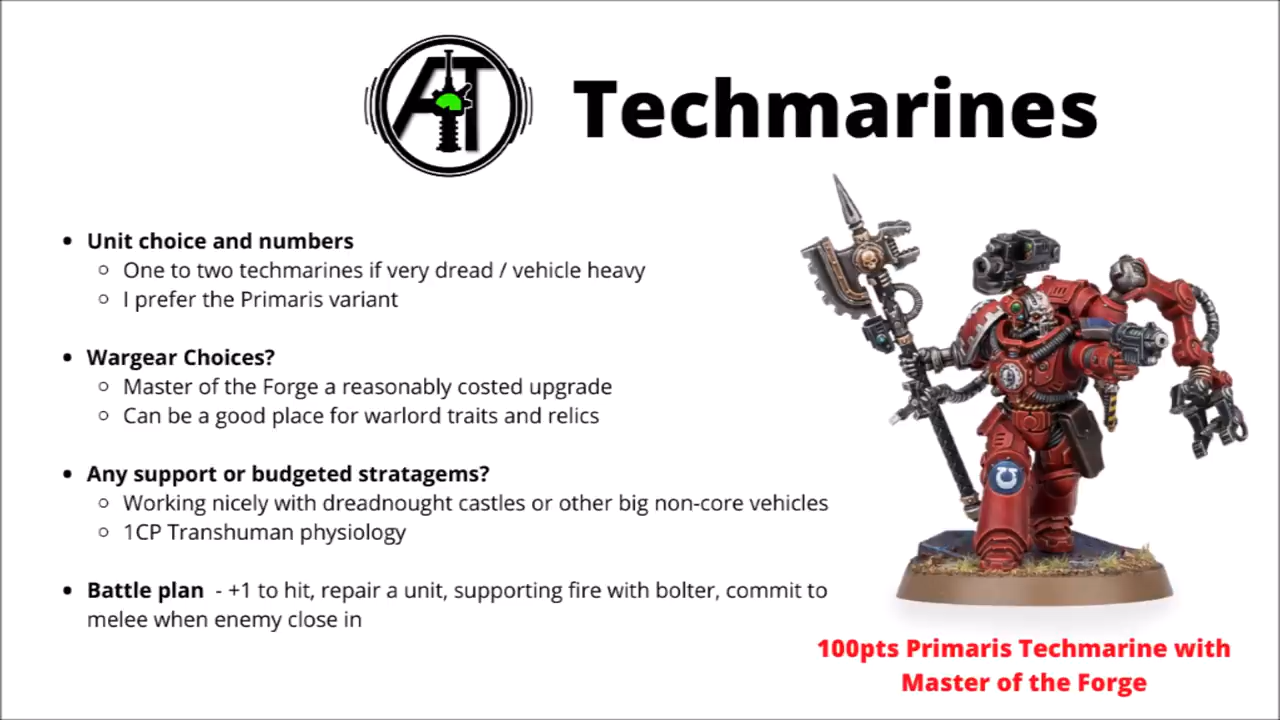 AT
Techmarines
Unit choice and numbers
One to two techmarines if very dread / vehicle heavy
I prefer the Primaris variant
Wargear Choices?
Master of the Forge a reasonably costed upgrade
Can be a good place for warlord traits and relics
Any support or budgeted stratagems?
Working nicely with dreadnought castles or other big non-core vehicles
1CP Transhuman physiology
Battle plan - +1 to hit, repair a unit, supporting fire with bolter, commit to
melee when enemy close in
100pts Primaris Techmarine with
Master of the Forge